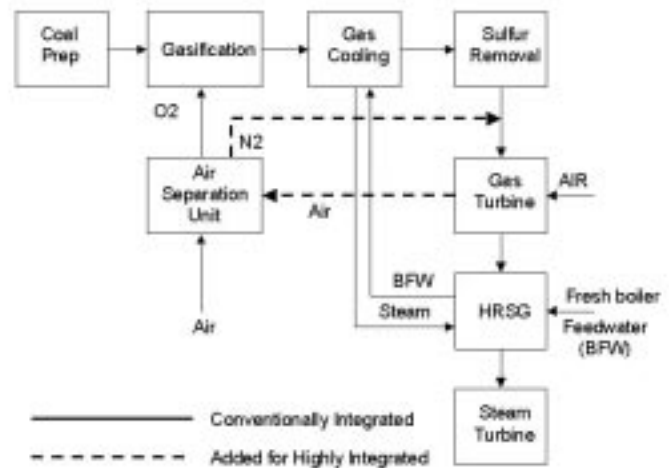 Coal
Prep
Gasification
Gas
Cooling
Sulfur
Removal
O2
N2
Air
Separation
Unit
Air
Gas
Turbine
AIR
BFW
Steam
HRSG
Fresh boiler
Feedwater
(BFW)
Air
Steam
Turbine
Conventionally Integrated
Added for Highly Integrated